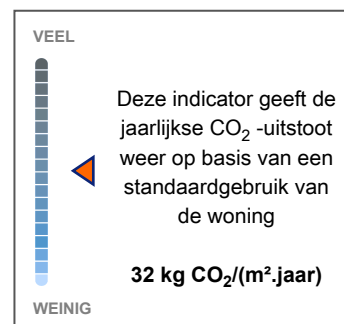 VEEL
Deze indicator geeft de
jaarlijkse CO₂ -uitstoot
weer op basis van een
standaardgebruik van
de woning
32 kg CO₂/(m².jaar)
WEINIG